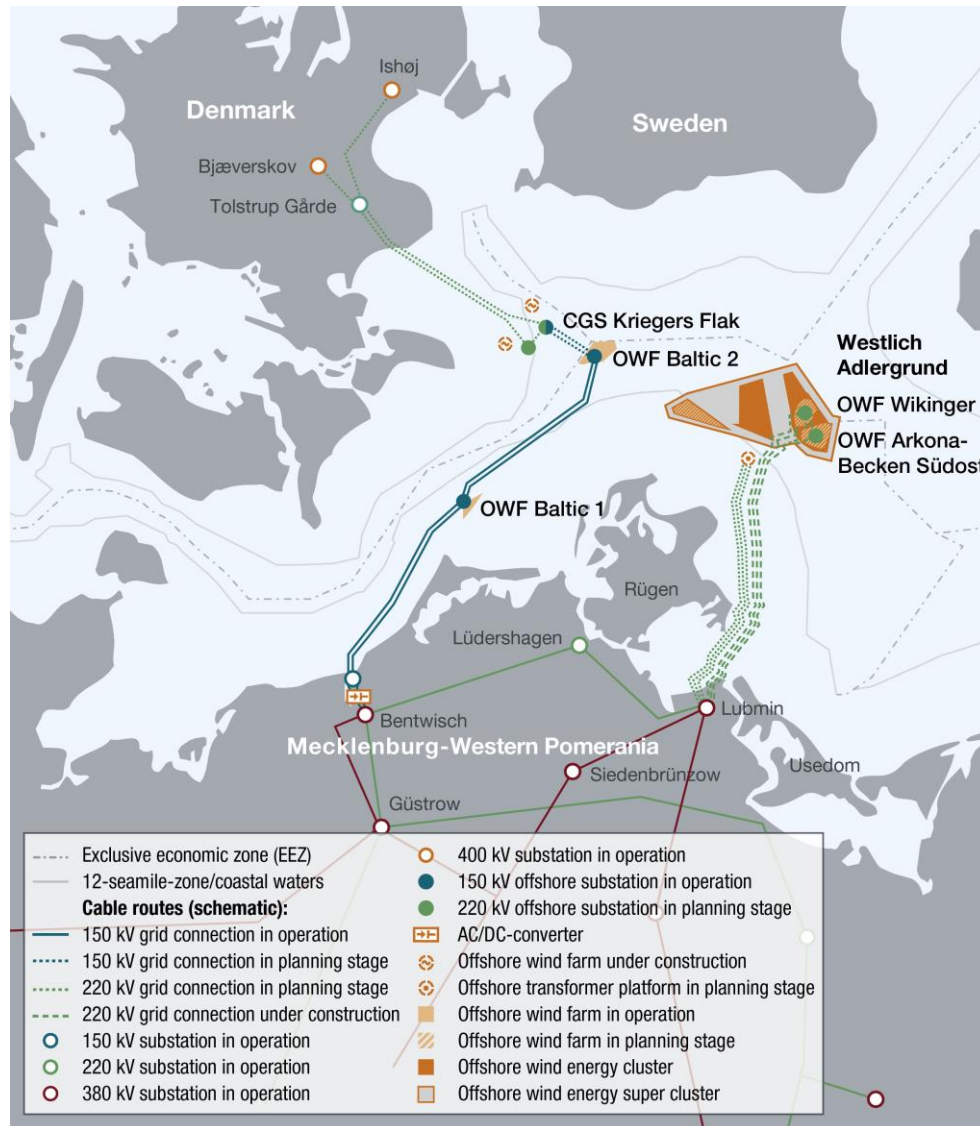 Ishøj
Denmark
Sweden
Bjæverskov
Tolstrup Gårde
CGS Kriegers Flak
OWF Baltic 2
Westlich
Adlergrund
OWF Wikinger
OWF Arkona-
Becken Südost
OWF Baltic 1
Rügen
Lüdershagen
Bentwisch
Lubmin
Mecklenburg-Western Pomerania
Siedenbrünzow
Usedom
Güstrow
Exclusive economic zone (EEZ)
12-seamile-zone/coastal waters
Cable routes (schematic):
150 kV grid connection in operation
150 kV grid connection in planning stage
220 kV grid connection in planning stage
220 kV grid connection under construction
150 kV substation in operation
220 kV substation in operation
380 kV substation in operation
400 kV substation in operation
150 kV offshore substation in operation
220 kV offshore substation in planning stage
AC/DC-converter
Offshore wind farm under construction
Offshore transformer platform in planning stage
Offshore wind farm in operation
Offshore wind farm in planning stage
Offshore wind energy cluster
Offshore wind energy super cluster